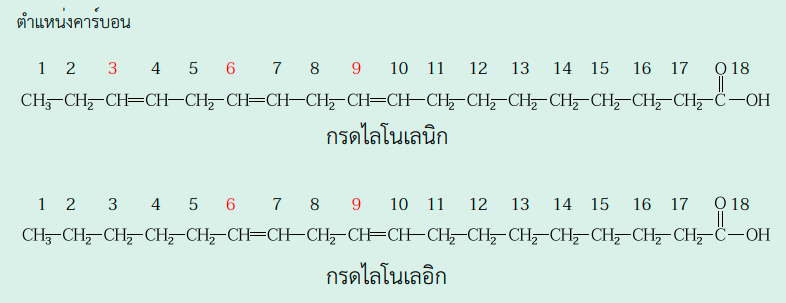 ตำแหน่งคาร์บอน
1 2 3 4 5 6 7 8 9 10 11 12 13 14 15 16 17 O 18
CH₃—CH₂—CH=CH—CH₂—CH=CH—CH₂—CH=CH—CH₂—CH₂—CH₂—CH₂—CH₂—CH₂—CH₂—C—OH
กรดไลโนเลนิก
1 2 3 4 5 6 7 8 9 10 11 12 13 14 15 16 17 O 18
CH₃—CH₂—CH₂—CH₂—CH₂—CH=CH—CH₂—CH=CH—CH₂—CH₂—CH₂—CH₂—CH₂—CH₂—CH₂—C—OH
กรดไลโนเลอิก